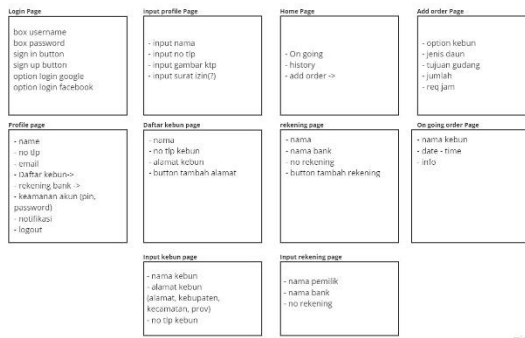 Login Page
box username
box password
sign in button
sign up button
option login google
option login facebook
input profile Page
- input nama
- input no tlp
- input gambar ktp
- input surat izin(?)
Home Page
- On going
- history
- add order ->
Add order Page
- option kebun
- jenis daun
- tujuan gudang
- jumlah
- req jam
Profile page
- name
- no tlp
- email
- Daftar kebun->
- rekening bank ->
- keamanan akun (pin,
password)
- notifikasi
- logout
Daftar kebun page
- nama
- no tlp kebun
- alamat kebun
- button tambah alamat
rekening page
- nama
- nama bank
- no rekening
- button tambah rekening
On going order Page
- nama kebun
- date - time
- info
Input kebun page
- nama kebun
- alamat kebun
(alamat, kebupaten,
kecamatan, prov)
- no tlp kebun
Input rekening page
- nama pemilik
- nama bank
- no rekening